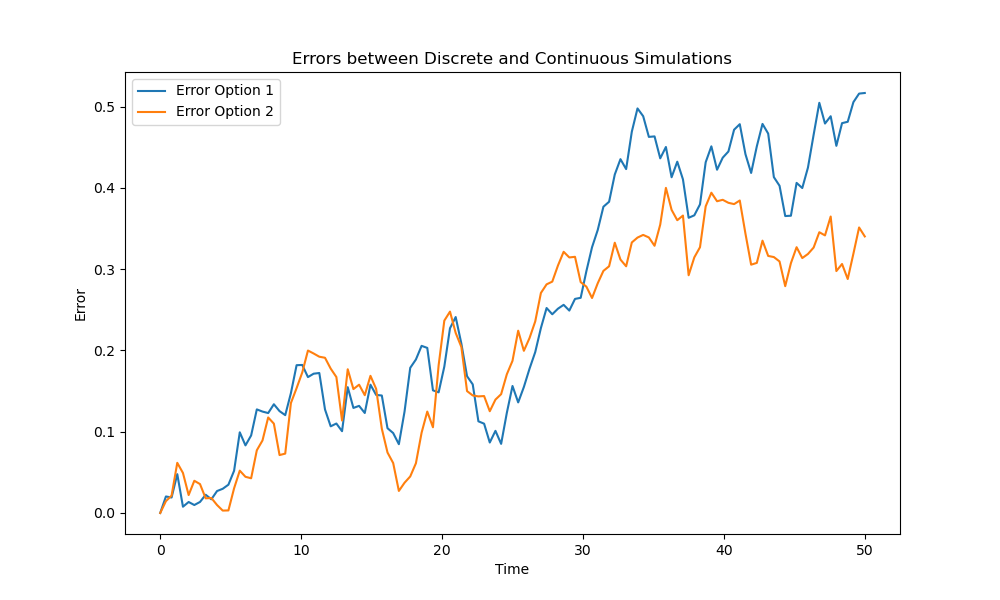 Errors between Discrete and Continuous Simulations
Error Option 1
Error Option 2
0.5
0.4
0.3
0.2
0.1
0.0
Error
0 10 20 30 40 50
Time